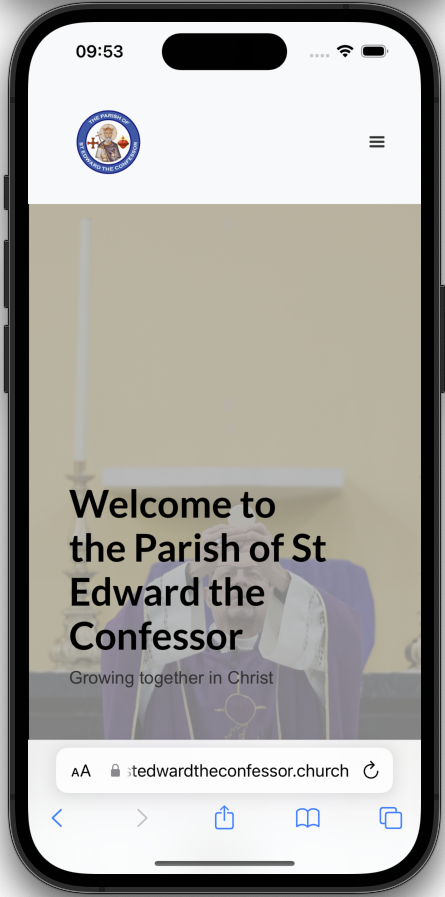 09:53
THE PARISH OF
ST EDWARD THE CONFESSOR
Welcome to
the Parish of St
Edward the
Confessor
Growing together in Christ
AA stedwardtheconfessor.church